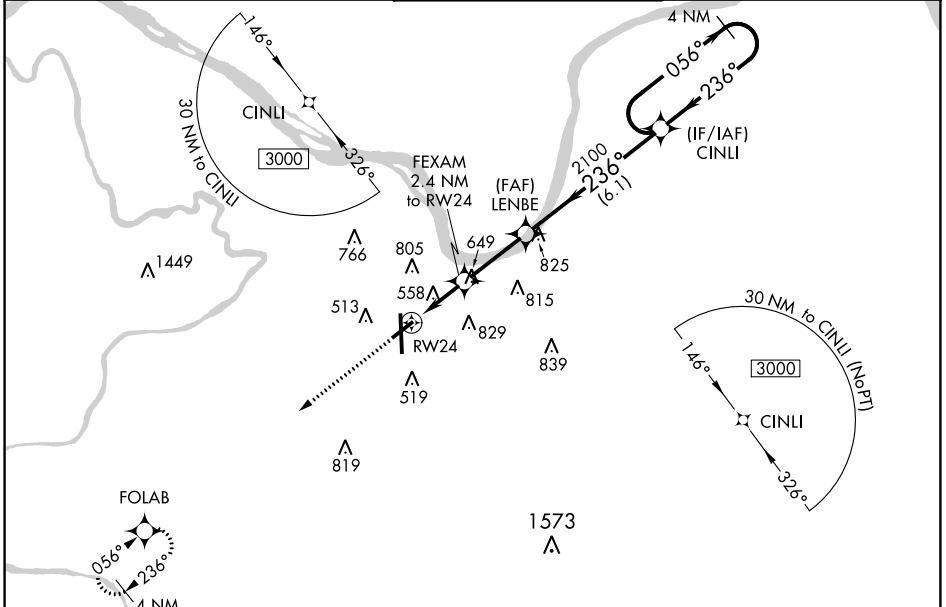 4 NM
146°
056°
236°
CINLI
(IF/IAF)
CINLI
30 NM to CINLI
3000
326°
FEXAM
2.4 NM
to RW24
2100
236°
(6.1)
(FAF)
LENBE
766
805
649
825
1449
558
815
513
829
RW24
839
519
30 NM to CINLI (NoPT)
146°
3000
CINLI
326°
819
FOLAB
056°
236°
4 NM
1573